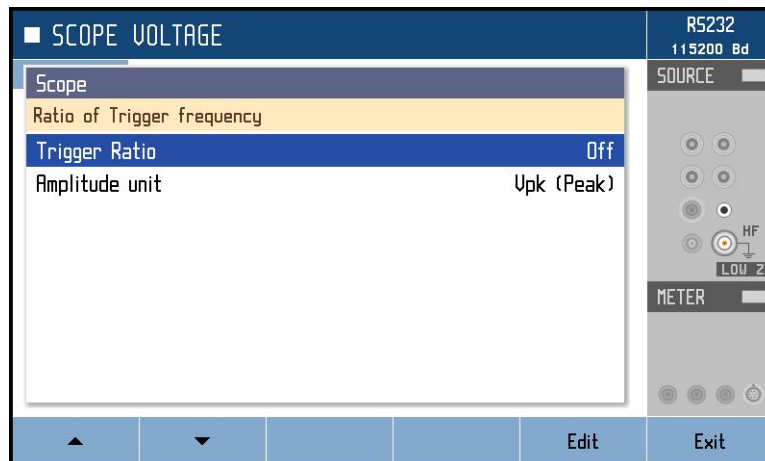 SCOPE VOLTAGE
RS232
115200 Bd
SOURCE
Scope
Ratio of Trigger frequency
Trigger Ratio Off
Amplitude unit Vpk (Peak)
HF
LOW Z
METER
Edit Exit